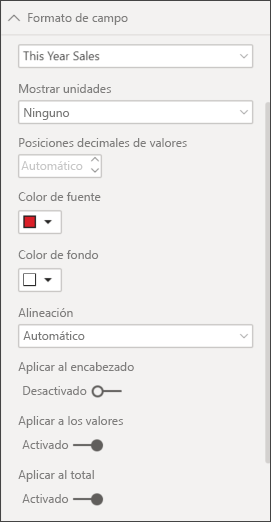 Formato de campo
This Year Sales
Mostrar unidades
Ninguno
Posiciones decimales de valores
Automático
Color de fuente
Color de fondo
Alineación
Automático
Aplicar al encabezado
Desactivado
Aplicar a los valores
Activado
Aplicar al total
Activado